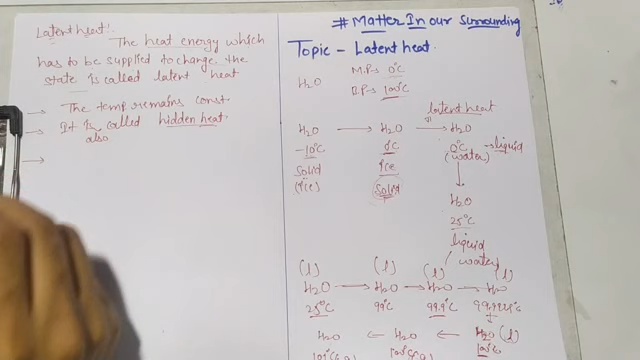 Latent heat:
The heat energy which
has to be supplied to change the
state is called latent heat
→ The temp remains const.
→ It is called hidden heat.
also
→
# Matter In our Surrounding
Topic - Latent heat.
H₂O M.P → 0°C
B.P → 100°C
latent heat
H₂O → H₂O → H₂O
-10°C 0°C 0°C → liquid
Solid Ice (water)
(Ice) Solid
H₂O
25°C
liquid
water
(l) (l) (l) (l)
H₂O → H₂O → H₂O → H₂O
25°C 99°C 99.9°C
H₂O ← H₂O ← H₂O (l)
100°C